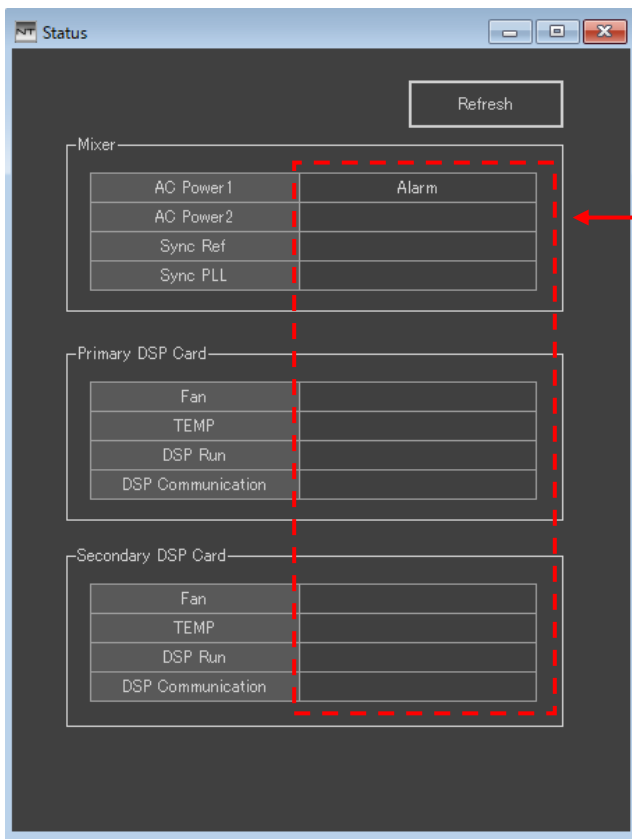 NT Status
Refresh
Mixer
AC Power1 Alarm
AC Power2
Sync Ref
Sync PLL
Primary DSP Card
Fan
TEMP
DSP Run
DSP Communication
Secondary DSP Card
Fan
TEMP
DSP Run
DSP Communication